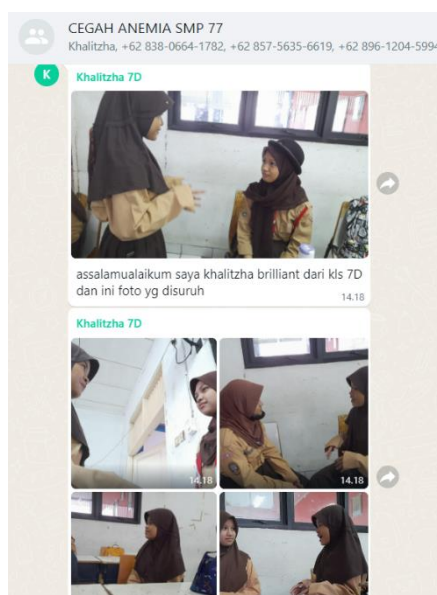 CEGAH ANEMIA SMP 77
Khalitzha, +62 838-0664-1782, +62 857-5635-6619, +62 896-1204-5994
K
Khalitzha 7D
assalamualaikum saya khalitzha brilliant dari kls 7D
dan ini foto yg disuruh
14.18
Khalitzha 7D
14.18
14.18